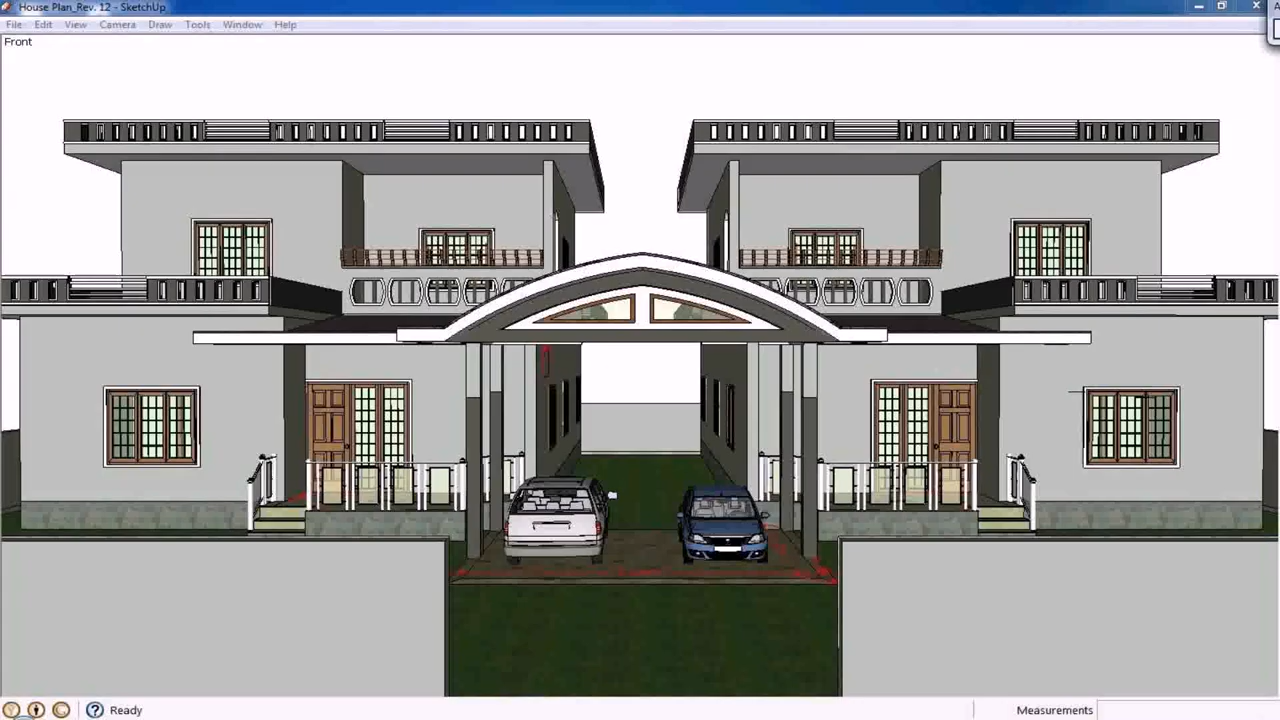 House Plan_Rev. 12 - SketchUp
File Edit View Camera Draw Tools Window Help
Front
Ready
Measurements